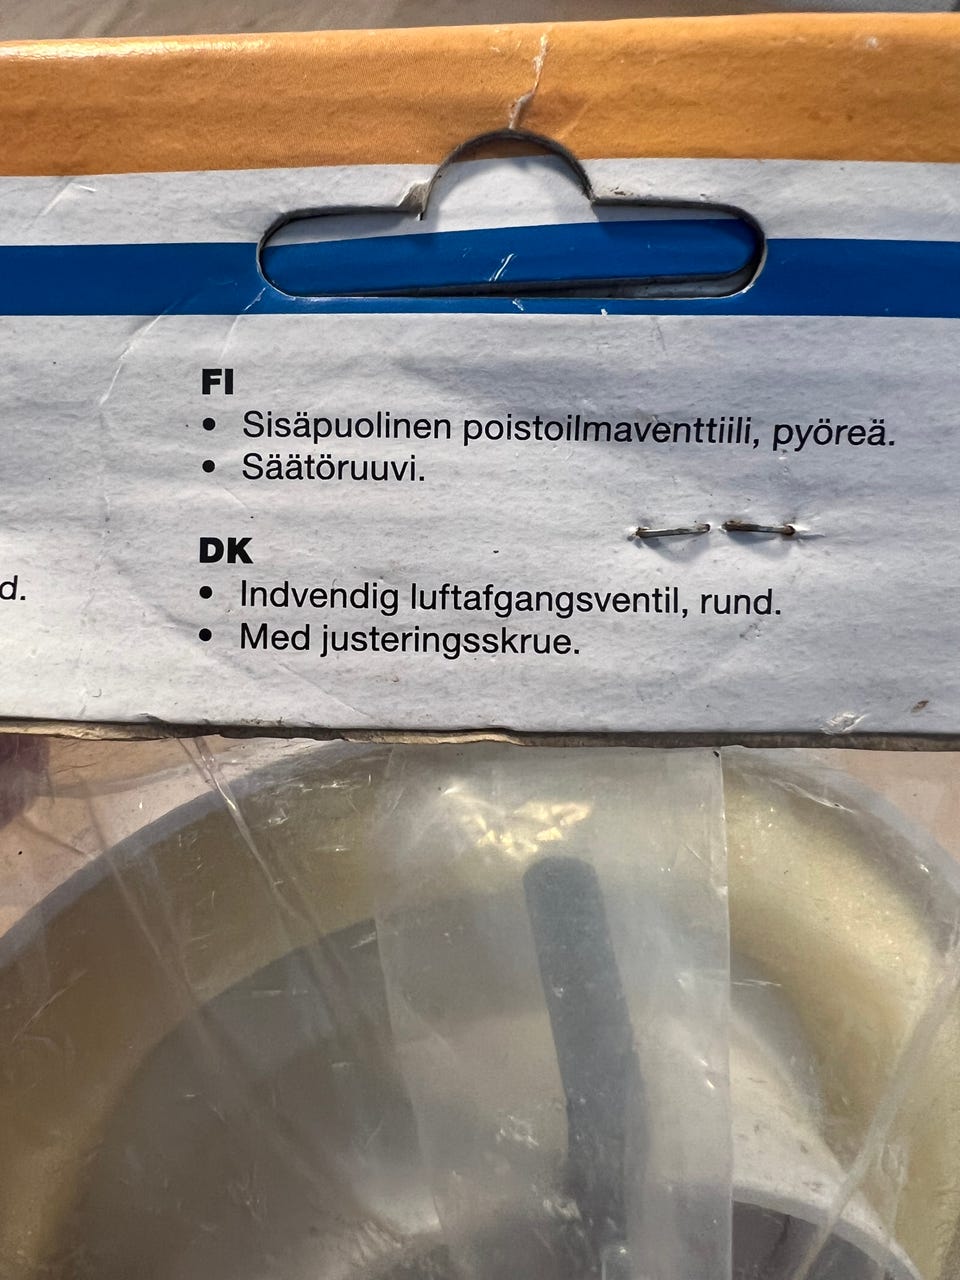 FI
• Sisäpuolinen poistoilmaventtiili, pyöreä.
• Säätöruuvi.
DK
d.
• Indvendig luftafgangsventil, rund.
• Med justeringsskrue.